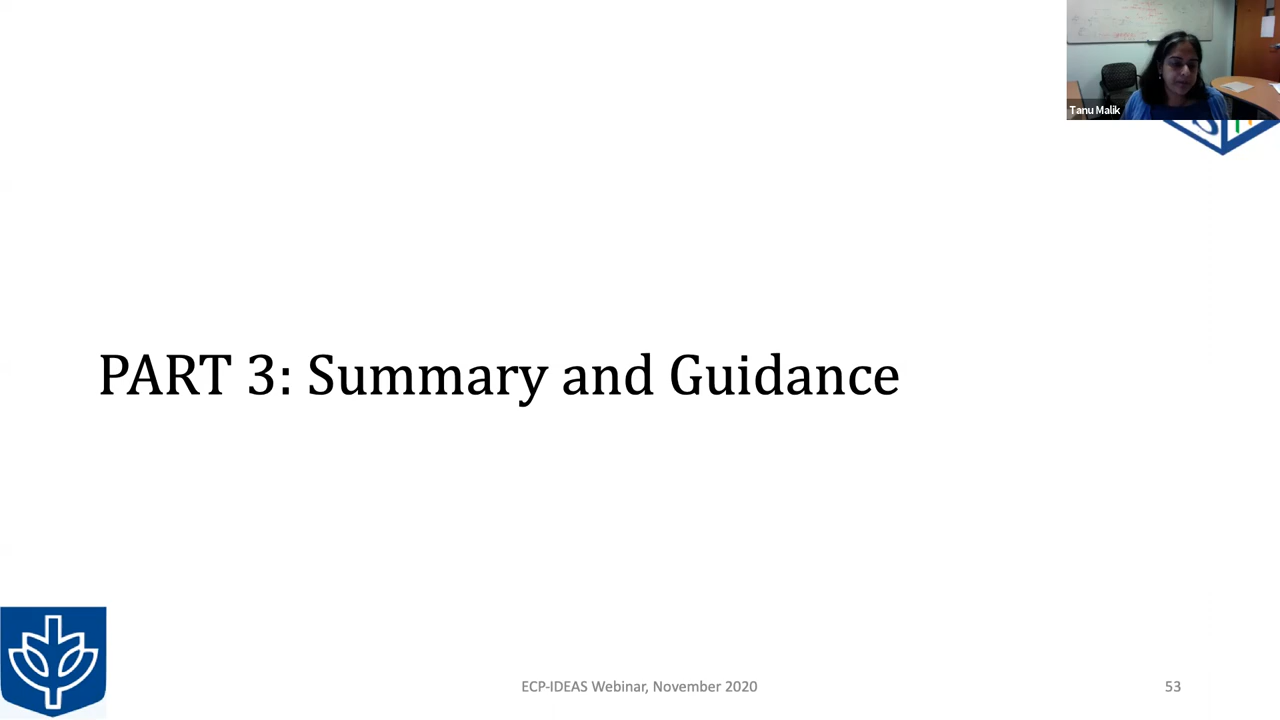 Tanu Malik
PART 3: Summary and Guidance
ECP-IDEAS Webinar, November 2020
53